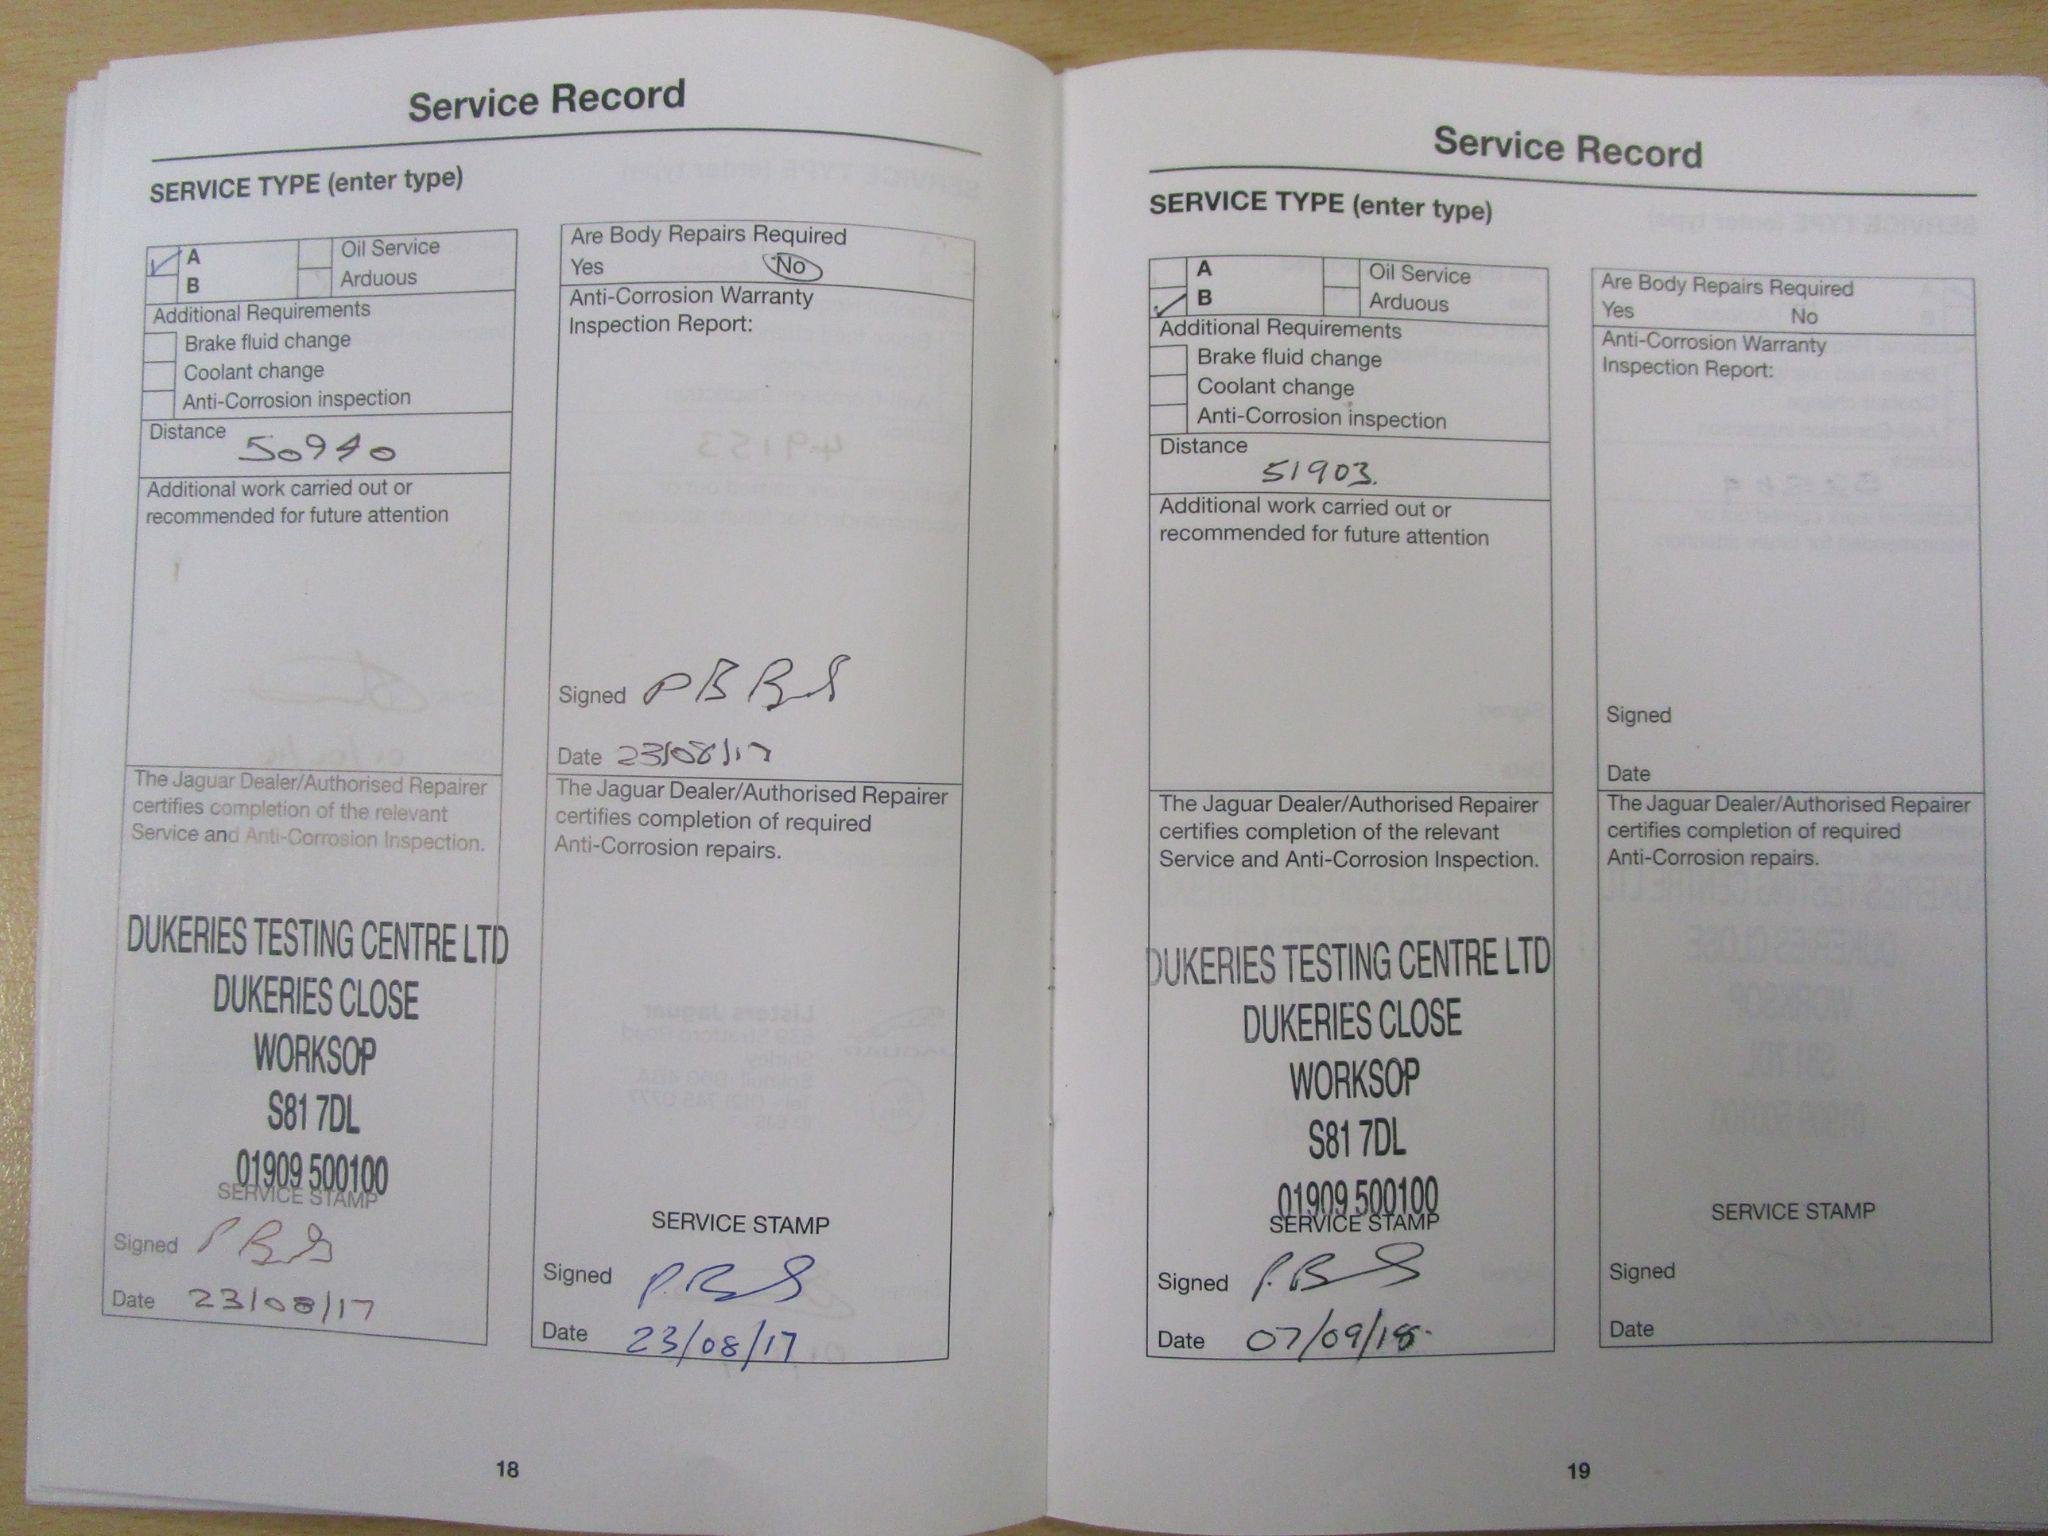 Service Record
SERVICE TYPE (enter type)
A
B
Oil Service
Arduous
Additional Requirements
Brake fluid change
Coolant change
Anti-Corrosion inspection
Distance
50940
Additional work carried out or
recommended for future attention
The Jaguar Dealer/Authorised Repairer
certifies completion of the relevant
Service and Anti-Corrosion Inspection.
DUKERIES TESTING CENTRE LTD
DUKERIES CLOSE
WORKSOP
S81 7DL
01909 500100
SERVICE STAMP
Signed
Date 23/08/17
Are Body Repairs Required
Yes No
Anti-Corrosion Warranty
Inspection Report:
Signed
Date 23/08/17
The Jaguar Dealer/Authorised Repairer
certifies completion of required
Anti-Corrosion repairs.
SERVICE STAMP
Signed
Date 23/08/17
18
Service Record
SERVICE TYPE (enter type)
A
B
Oil Service
Arduous
Additional Requirements
Brake fluid change
Coolant change
Anti-Corrosion inspection
Distance
51903.
Additional work carried out or
recommended for future attention
The Jaguar Dealer/Authorised Repairer
certifies completion of the relevant
Service and Anti-Corrosion Inspection.
DUKERIES TESTING CENTRE LTD
DUKERIES CLOSE
WORKSOP
S81 7DL
01909 500100
SERVICE STAMP
Signed
Date 07/09/18
Are Body Repairs Required
Yes No
Anti-Corrosion Warranty
Inspection Report:
Signed
Date
The Jaguar Dealer/Authorised Repairer
certifies completion of required
Anti-Corrosion repairs.
SERVICE STAMP
Signed
Date
19